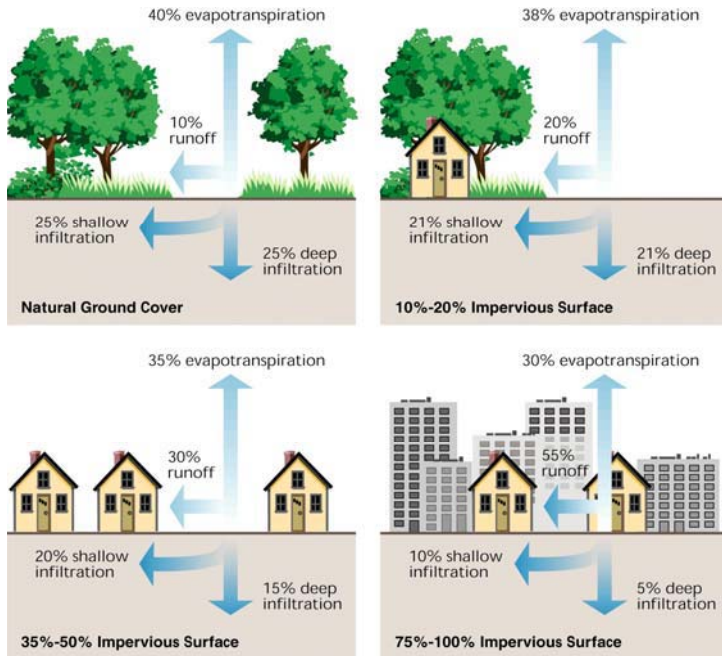 40% evapotranspiration
10%
runoff
25% shallow
infiltration
25% deep
infiltration
Natural Ground Cover
38% evapotranspiration
20%
runoff
21% shallow
infiltration
21% deep
infiltration
10%-20% Impervious Surface
35% evapotranspiration
30%
runoff
20% shallow
infiltration
15% deep
infiltration
35%-50% Impervious Surface
30% evapotranspiration
55%
runoff
10% shallow
infiltration
5% deep
infiltration
75%-100% Impervious Surface